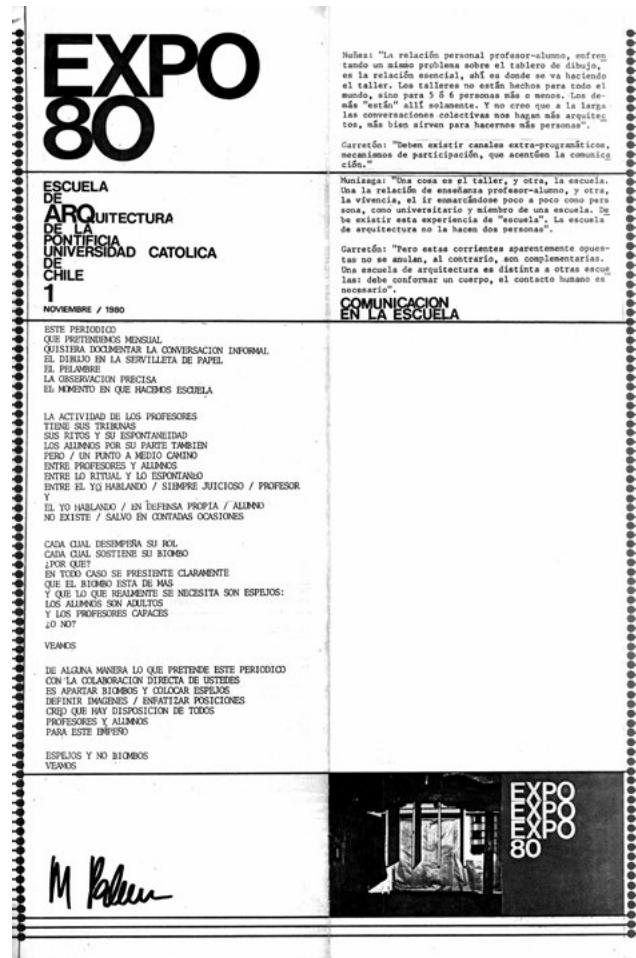 EXPO
80
ESCUELA
DE
ARQUITECTURA
DE LA
PONTIFICIA
UNIVERSIDAD CATOLICA
DE
CHILE
1
NOVIEMBRE / 1980
ESTE PERIODICO
QUE PRETENDEMOS MENSUAL
QUISIERA DOCUMENTAR LA CONVERSACION INFORMAL
EL DIBUJO EN LA SERVILLETA DE PAPEL
EL PELAMBRE
LA OBSERVACION PRECISA
EL MOMENTO EN QUE HACEMOS ESCUELA
LA ACTIVIDAD DE LOS PROFESORES
TIENE SUS TRIBUNAS
SUS RITOS Y SU ESPONTANEIDAD
LOS ALUMNOS POR SU PARTE TAMBIEN
PERO / UN PUNTO A MEDIO CAMINO
ENTRE PROFESORES Y ALUMNOS
ENTRE LO RITUAL Y LO ESPONTANEO
ENTRE EL YO HABLANDO / SIEMPRE JUICIOSO / PROFESOR
Y
EL YO HABLANDO / EN DEFENSA PROPIA / ALUMNO
NO EXISTE / SALVO EN CONTADAS OCASIONES
CADA CUAL DESEMPEÑA SU ROL
CADA CUAL SOSTIENE SU BIOMBO
¿POR QUE?
EN TODO CASO SE PRESIENTE CLARAMENTE
QUE EL BIOMBO ESTA DE MAS
Y QUE LO QUE REALMENTE SE NECESITA SON ESPEJOS:
LOS ALUMNOS SON ADULTOS
Y LOS PROFESORES CAPACES
¿O NO?
VEAMOS
DE ALGUNA MANERA LO QUE PRETENDE ESTE PERIODICO
CON LA COLABORACION DIRECTA DE USTEDES
ES APARTAR BIOMBOS Y COLOCAR ESPEJOS
DEFINIR IMAGENES / ENFATIZAR POSICIONES
CREO QUE HAY DISPOSICION DE TODOS
PROFESORES Y ALUMNOS
PARA ESTE EMPEÑO
ESPEJOS Y NO BIOMBOS
VEAMOS
Nuñez: "La relación personal profesor-alumno, enfren
tando un mismo problema sobre el tablero de dibujo,
es la relación esencial, ahí es donde se va haciendo
el taller. Los talleres no están hechos para todo el
mundo, sino para 5 ó 6 personas más o menos. Los de-
más "están" allí solamente. Y no creo que a la larga
las conversaciones colectivas nos hagan más arquitec
tos, más bien sirven para hacernos más personas".
Garretón: "Deben existir canales extra-programáticos,
mecanismos de participación, que acentúen la comunica
ción."
Munizaga: "Una cosa es el taller, y otra, la escuela.
Una la relación de enseñanza profesor-alumno, y otra,
la vivencia, el ir enmarcándose poco a poco como per
sona, como universitario y miembro de una escuela. De
be existir esta experiencia de "escuela". La escuela
de arquitectura no la hacen dos personas".
Garretón: "Pero estas corrientes aparentemente opues-
tas no se anulan, al contrario, son complementarias.
Una escuela de arquitectura es distinta a otras escue
las: debe conformar un cuerpo, el contacto humano es
necesario".
COMUNICACION
EN LA ESCUELA
EXPO
EXPO
EXPO
80